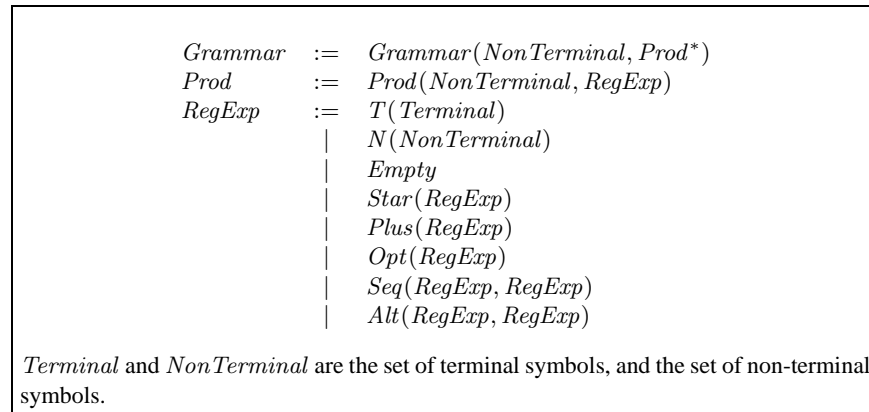 Grammar := Grammar(NonTerminal, Prod*)
Prod := Prod(NonTerminal, RegExp)
RegExp := T(Terminal)
| N(NonTerminal)
| Empty
| Star(RegExp)
| Plus(RegExp)
| Opt(RegExp)
| Seq(RegExp, RegExp)
| Alt(RegExp, RegExp)
Terminal and NonTerminal are the set of terminal symbols, and the set of non-terminal
symbols.